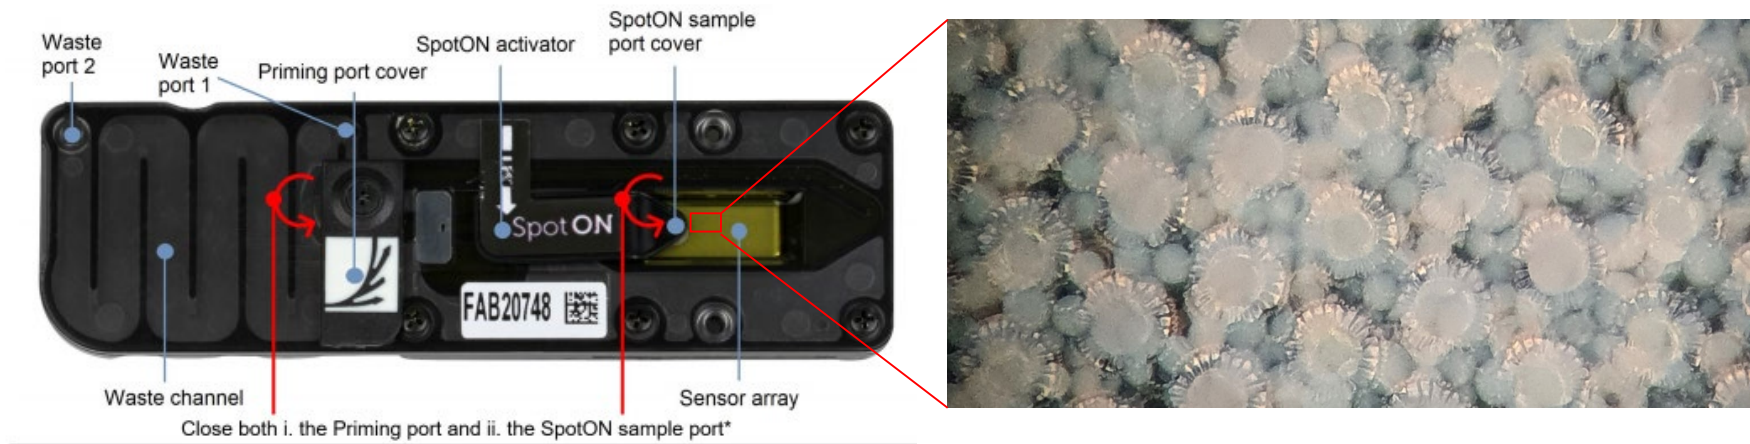 SpotON sample
port cover
Waste
port 2
SpotON activator
Waste
port 1
Priming port cover
SpotON
FAB20748
Waste channel
Sensor array
Close both i. the Priming port and ii. the SpotON sample port*